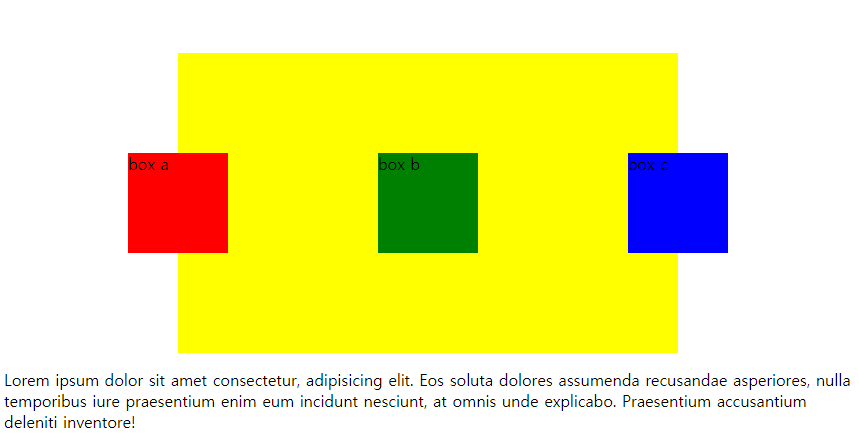 box a
box b
box c
Lorem ipsum dolor sit amet consectetur, adipisicing elit. Eos soluta dolores assumenda recusandae asperiores, nulla
temporibus iure praesentium enim eum incidunt nesciunt, at omnis unde explicabo. Praesentium accusantium
deleniti inventore!